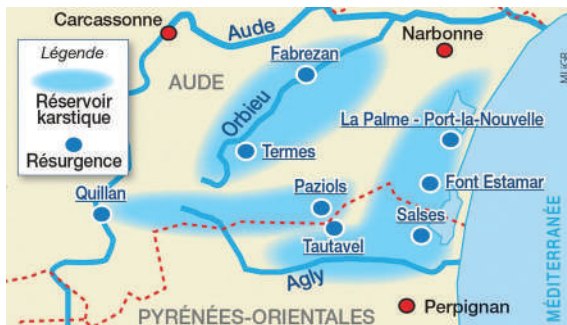 Carcassonne
Aude
Narbonne
Légende
Réservoir
karstique
Résurgence
AUDE
Fabrezan
Orbieu
Termes
La Palme - Port-la-Nouvelle
Quillan
Paziols
Font Estamar
Salses
Tautavel
Agly
Perpignan
PYRÉNÉES-ORIENTALES
MÉDITERRANÉE